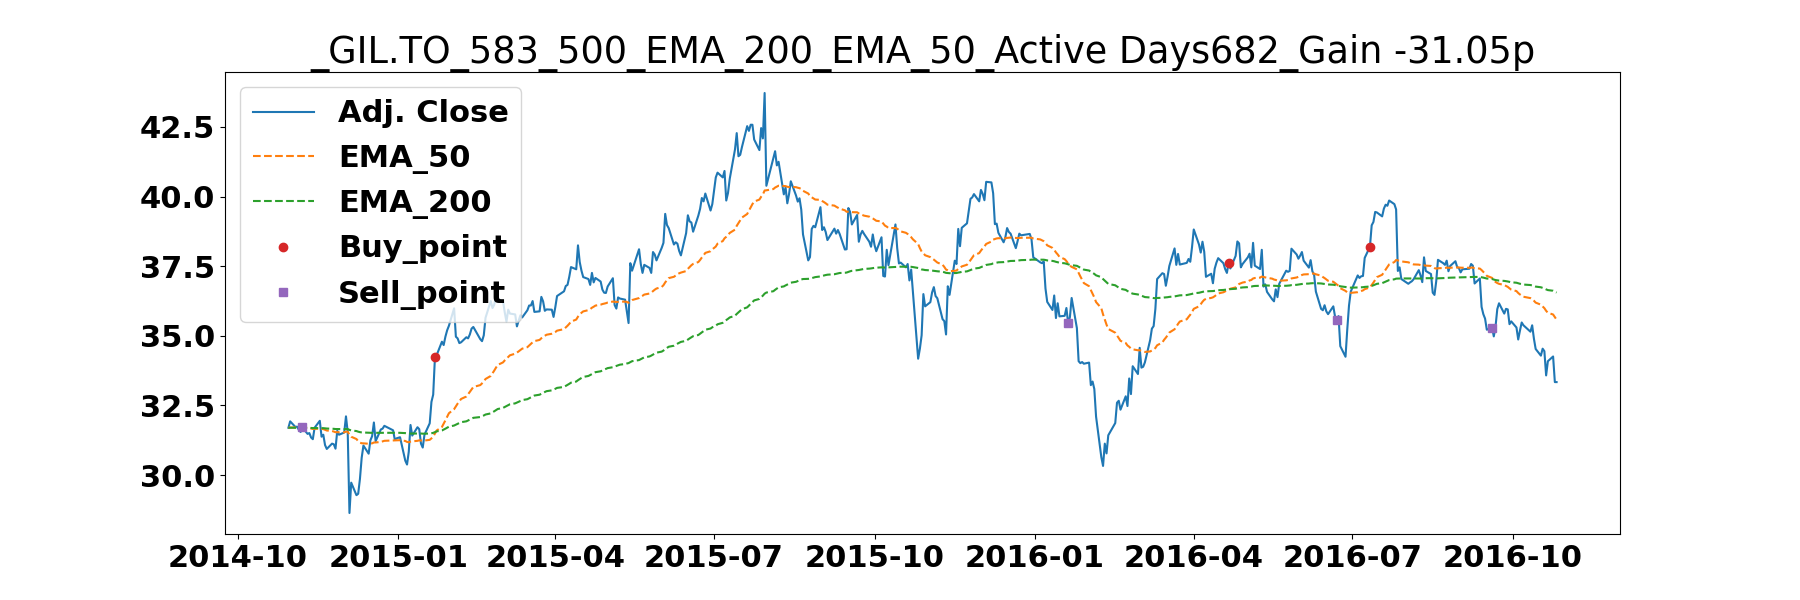 _GIL.TO_583_500_EMA_200_EMA_50_Active Days682_Gain -31.05p
Adj. Close
EMA_50
EMA_200
Buy_point
Sell_point
42.5
40.0
37.5
35.0
32.5
30.0
2014-10 2015-01 2015-04 2015-07 2015-10 2016-01 2016-04 2016-07 2016-10